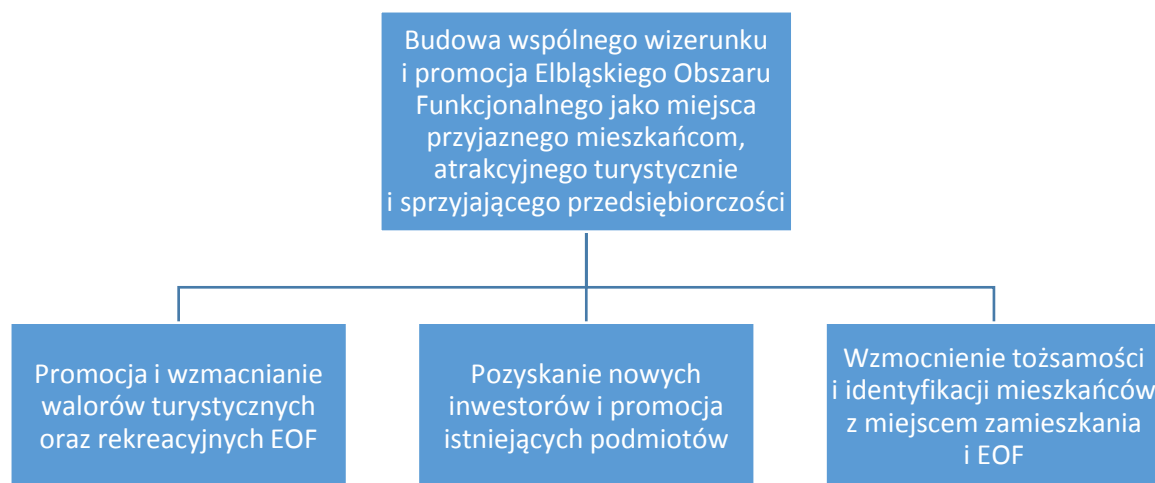 Budowa wspólnego wizerunku
i promocja Elbląskiego Obszaru
Funkcjonalnego jako miejsca
przyjaznego mieszkańcom,
atrakcyjnego turystycznie
i sprzyjającego przedsiębiorczości
Promocja i wzmacnianie
walorów turystycznych
oraz rekreacyjnych EOF
Pozyskanie nowych
inwestorów i promocja
istniejących podmiotów
Wzmocnienie tożsamości
i identyfikacji mieszkańców
z miejscem zamieszkania
i EOF